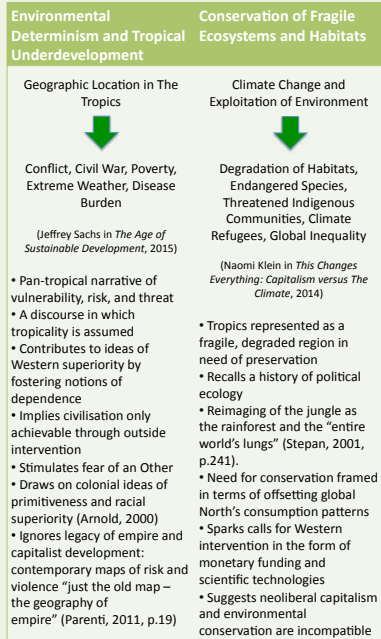 Environmental
Determinism and Tropical
Underdevelopment
Geographic Location in The
Tropics
Conflict, Civil War, Poverty,
Extreme Weather, Disease
Burden
(Jeffrey Sachs in The Age of
Sustainable Development, 2015)
• Pan-tropical narrative of
vulnerability, risk, and threat
• A discourse in which
tropicality is assumed
• Contributes to ideas of
Western superiority by
fostering notions of
dependence
• Implies civilisation only
achievable through outside
intervention
• Stimulates fear of an Other
• Draws on colonial ideas of
primitiveness and racial
superiority (Arnold, 2000)
• Ignores legacy of empire and
capitalist development:
contemporary maps of risk and
violence “just the old map –
the geography of
empire” (Parenti, 2011, p.19)
Conservation of Fragile
Ecosystems and Habitats
Climate Change and
Exploitation of Environment
Degradation of Habitats,
Endangered Species,
Threatened Indigenous
Communities, Climate
Refugees, Global Inequality
(Naomi Klein in This Changes
Everything: Capitalism versus The
Climate, 2014)
• Tropics represented as a
fragile, degraded region in
need of preservation
• Recalls a history of political
ecology
• Reimaging of the jungle as
the rainforest and the “entire
world’s lungs” (Stepan, 2001,
p.241).
• Need for conservation framed
in terms of offsetting global
North’s consumption patterns
• Sparks calls for Western
intervention in the form of
monetary funding and
scientific technologies
• Suggests neoliberal capitalism
and environmental
conservation are incompatible